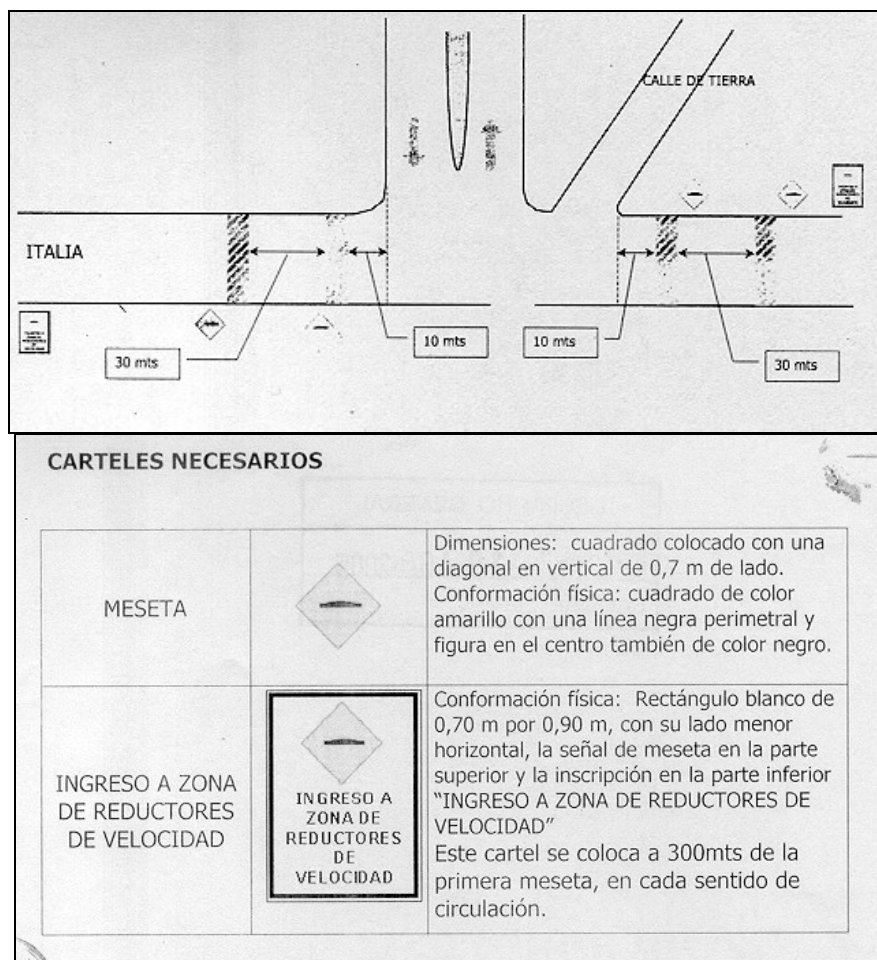 CALLE DE TIERRA
ITALIA
30 mts
10 mts
10 mts
30 mts
CARTELES NECESARIOS
MESETA
Dimensiones: cuadrado colocado con una
diagonal en vertical de 0,7 m de lado.
Conformación física: cuadrado de color
amarillo con una línea negra perimetral y
figura en el centro también de color negro.
INGRESO A ZONA
DE REDUCTORES
DE VELOCIDAD
INGRESO A
ZONA DE
REDUCTORES
DE
VELOCIDAD
Conformación física: Rectángulo blanco de
0,70 m por 0,90 m, con su lado menor
horizontal, la señal de meseta en la parte
superior y la inscripción en la parte inferior
“INGRESO A ZONA DE REDUCTORES DE
VELOCIDAD”
Este cartel se coloca a 300mts de la
primera meseta, en cada sentido de
circulación.